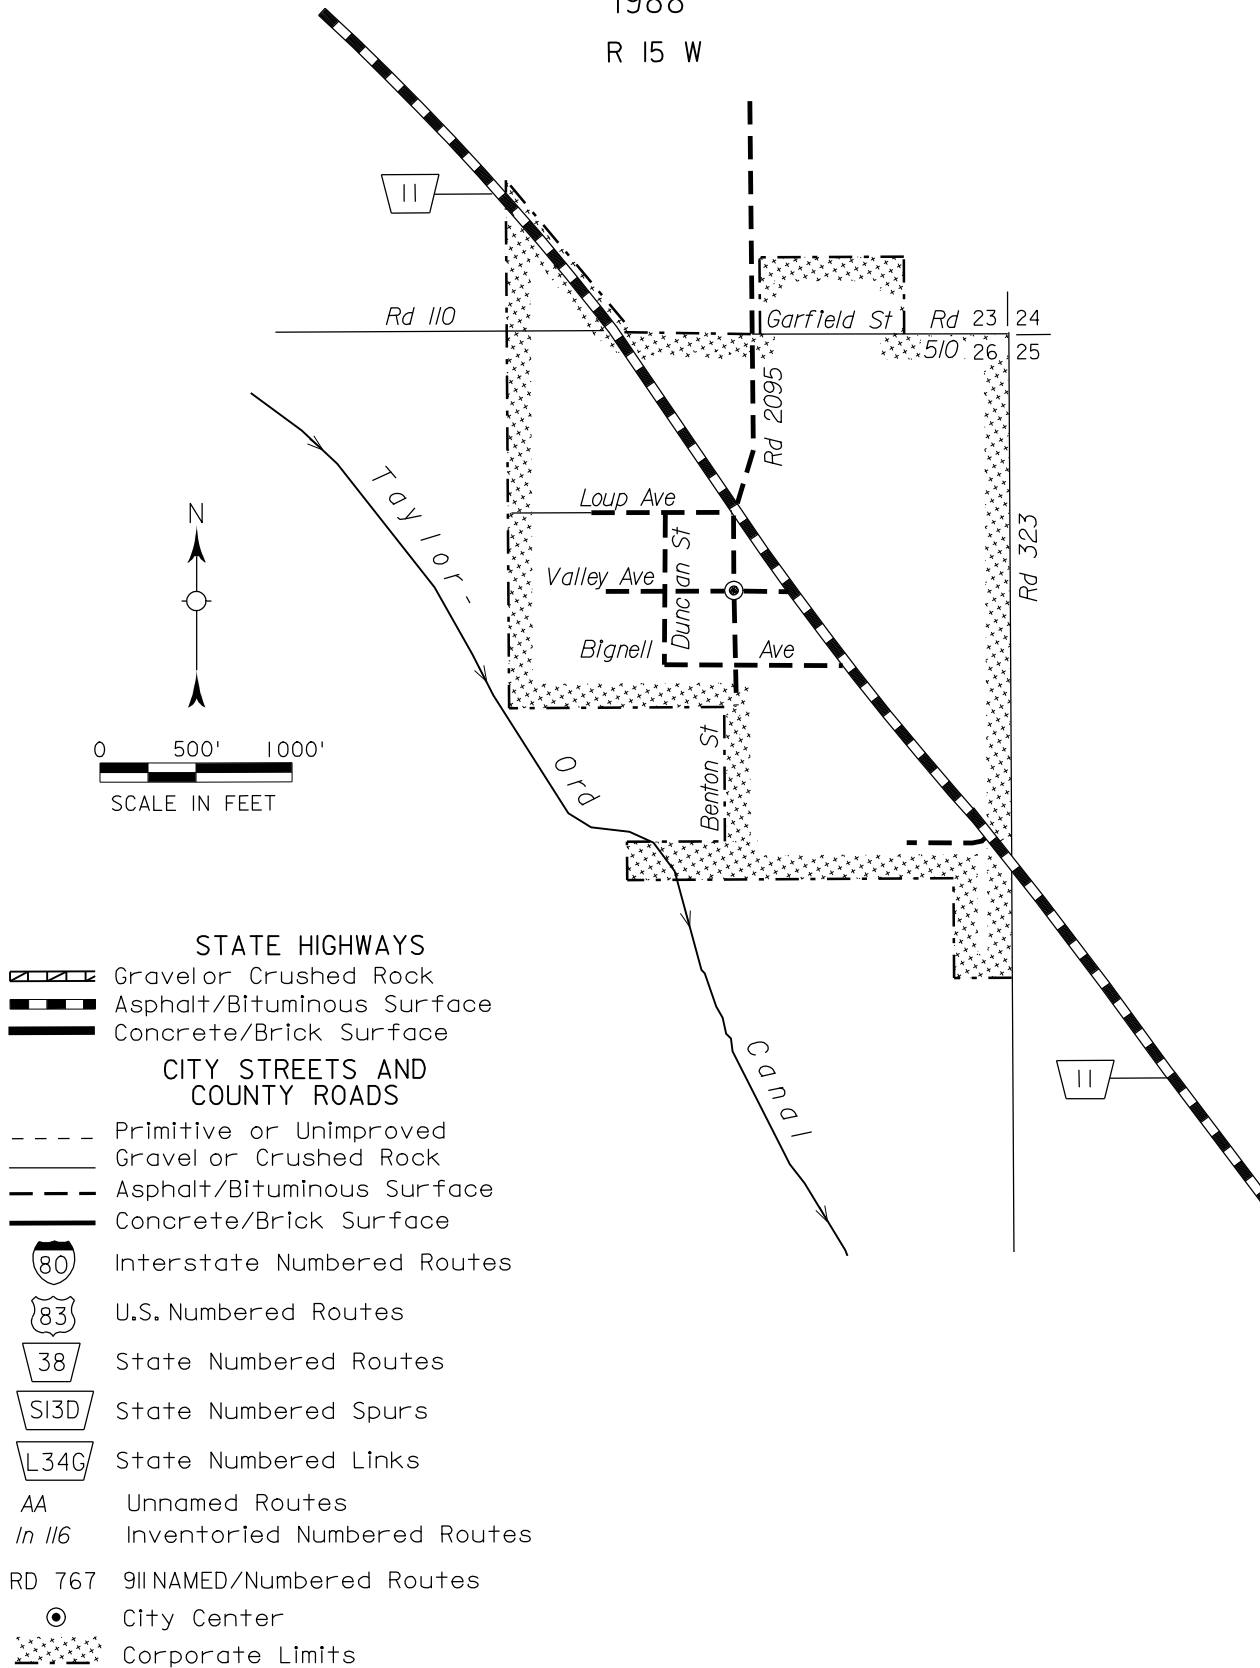 1988
R 15 W
11
Rd 110
Garfield St
Rd
510
23
24
26
25
Rd 2095
Taylor-
Loup Ave
Duncan St
Valley Ave
Bignell
Ave
Rd 323
N
0 500' 1000'
SCALE IN FEET
Ord
Benton St
Canal
11
STATE HIGHWAYS
Gravel or Crushed Rock
Asphalt/Bituminous Surface
Concrete/Brick Surface
CITY STREETS AND
COUNTY ROADS
Primitive or Unimproved
Gravel or Crushed Rock
Asphalt/Bituminous Surface
Concrete/Brick Surface
80 Interstate Numbered Routes
83 U.S. Numbered Routes
38 State Numbered Routes
S13D State Numbered Spurs
L34G State Numbered Links
AA Unnamed Routes
In 116 Inventoried Numbered Routes
RD 767 911 NAMED/Numbered Routes
City Center
Corporate Limits